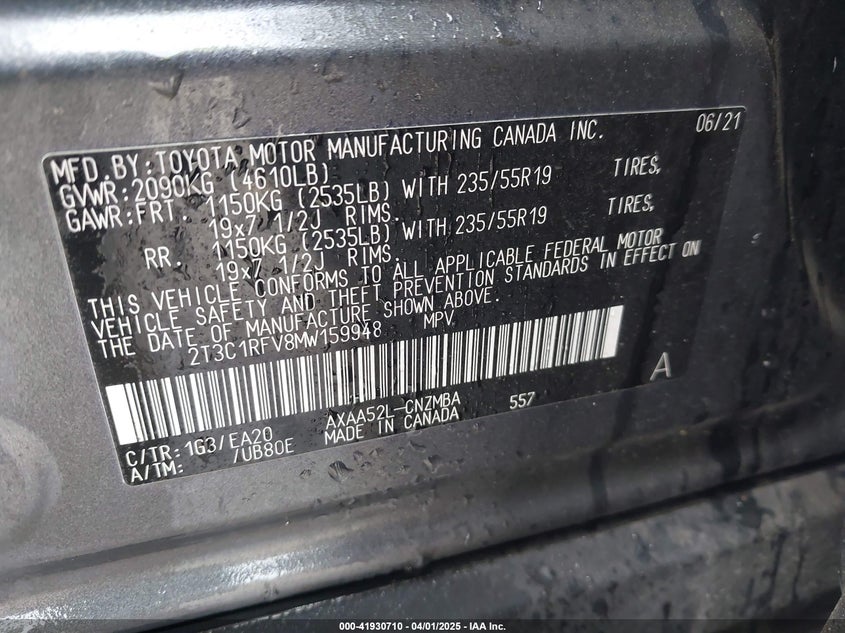 06/21
MFD.BY:TOYOTA MOTOR MANUFACTURING CANADA INC.
GVWR:2090KG (4610LB)
GAWR:FRT. 1150KG (2535LB) WITH 235/55R19 TIRES,
19x7 1/2J RIMS.
RR. 1150KG (2535LB) WITH 235/55R19 TIRES,
19x7 1/2J RIMS.
THIS VEHICLE CONFORMS TO ALL APPLICABLE FEDERAL MOTOR
VEHICLE SAFETY AND THEFT PREVENTION STANDARDS IN EFFECT ON
THE DATE OF MANUFACTURE SHOWN ABOVE.
2T3C1RFV8MW159948 MPV
A
C/TR: 1G3/EA20 AXAA52L-CNZMBA 557
A/TM: /UB80E MADE IN CANADA
000-41930710 - 04/01/2025 - IAA Inc.